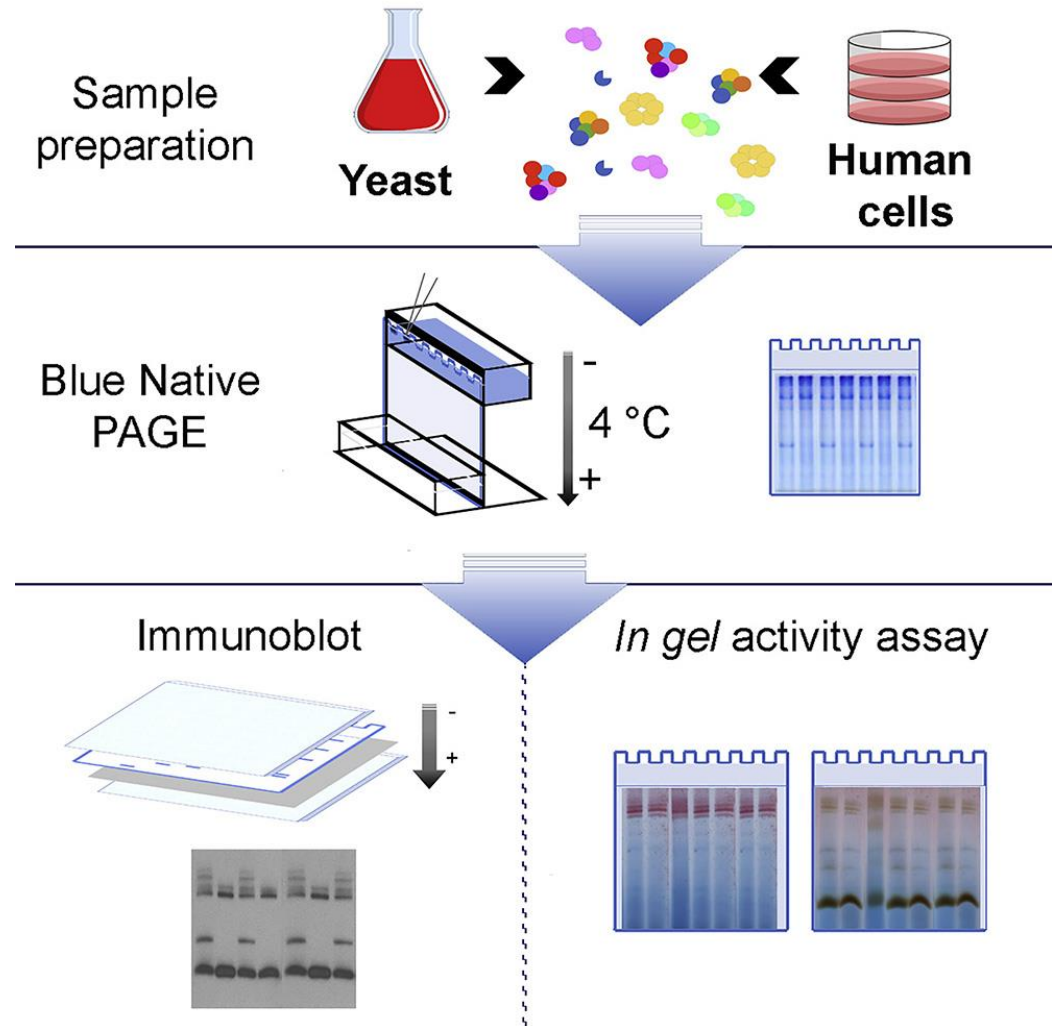 Sample
preparation
Yeast
Human
cells
Blue Native
PAGE
-
4 °C
+
Immunoblot
-
+
In gel activity assay